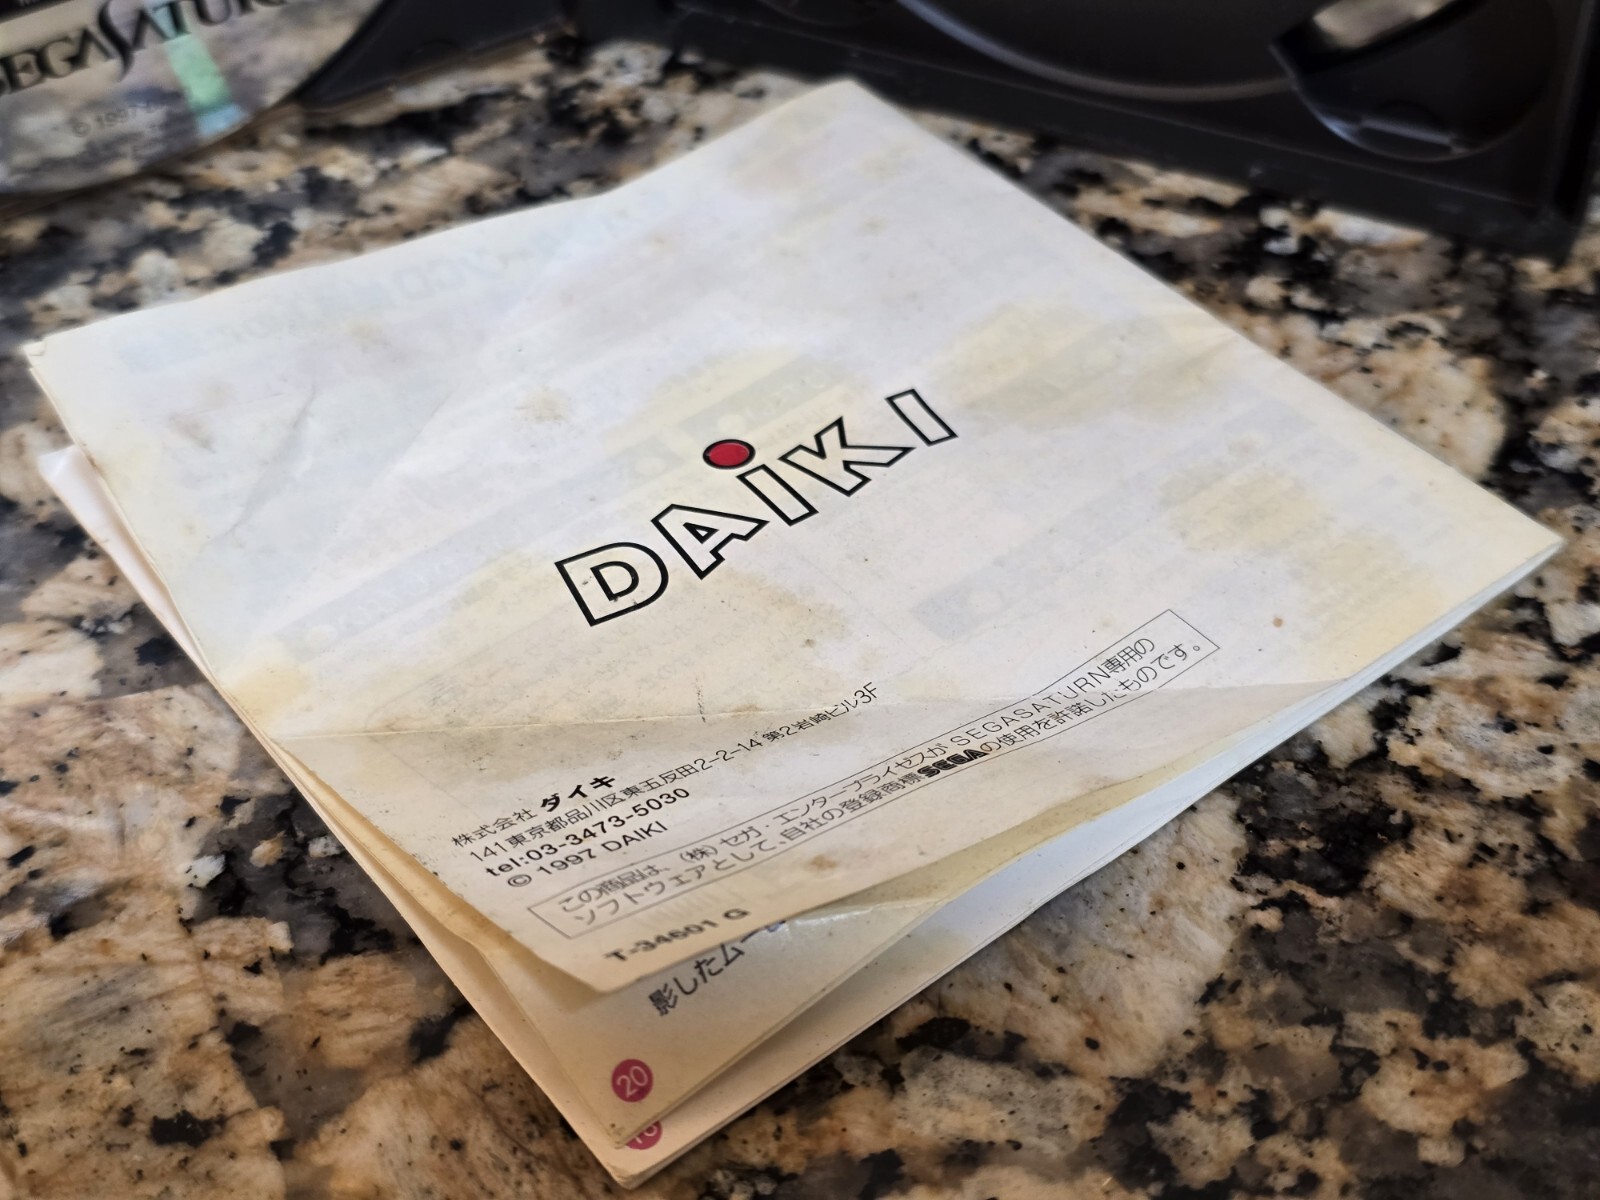 SEGASATURN
© 1997
DAiKI
株式会社 ダイキ
141東京都品川区東五反田2-2-14 第2岩崎ビル3F
tel:03-3473-5030
© 1997 DAIKI
この商品は、(株)セガ・エンタープライゼスが SEGASATURN専用の
ソフトウェアとして、自社の登録商標SEGAの使用を許諾したものです。
T-34601G
影したム
20